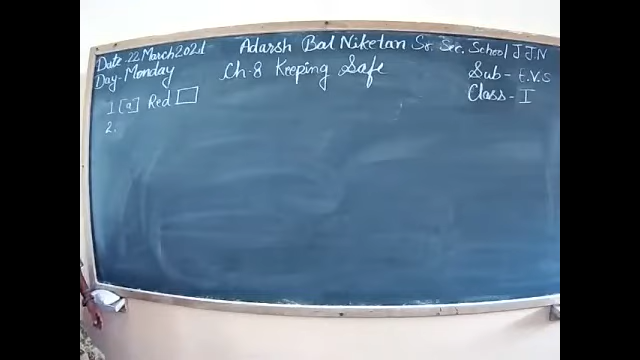 Date. 22 March 2021 Adarsh Bal Niketan Sr. Sec. School J J N
Day- Monday Ch-8 Keeping Safe Sub- E.V.S
Class- I
1 [a] Red
2.